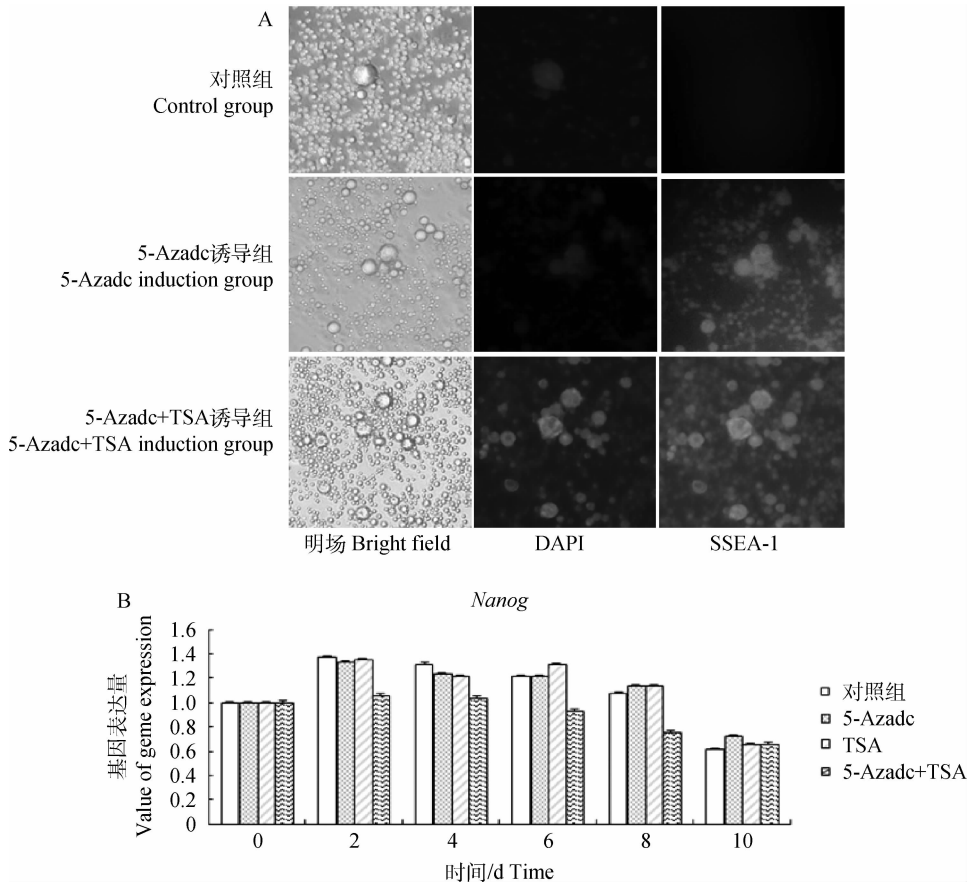 A
对照组
Control group
5-Azadc诱导组
5-Azadc induction group
5-Azadc+TSA诱导组
5-Azadc+TSA induction group
明场 Bright field
DAPI
SSEA-1
B
Nanog
基因表达量
Value of geme expression
1.6
1.4
1.2
1.0
0.8
0.6
0.4
0.2
0
0
2
4
6
8
10
时间/d Time
对照组
5-Azadc
TSA
5-Azadc+TSA